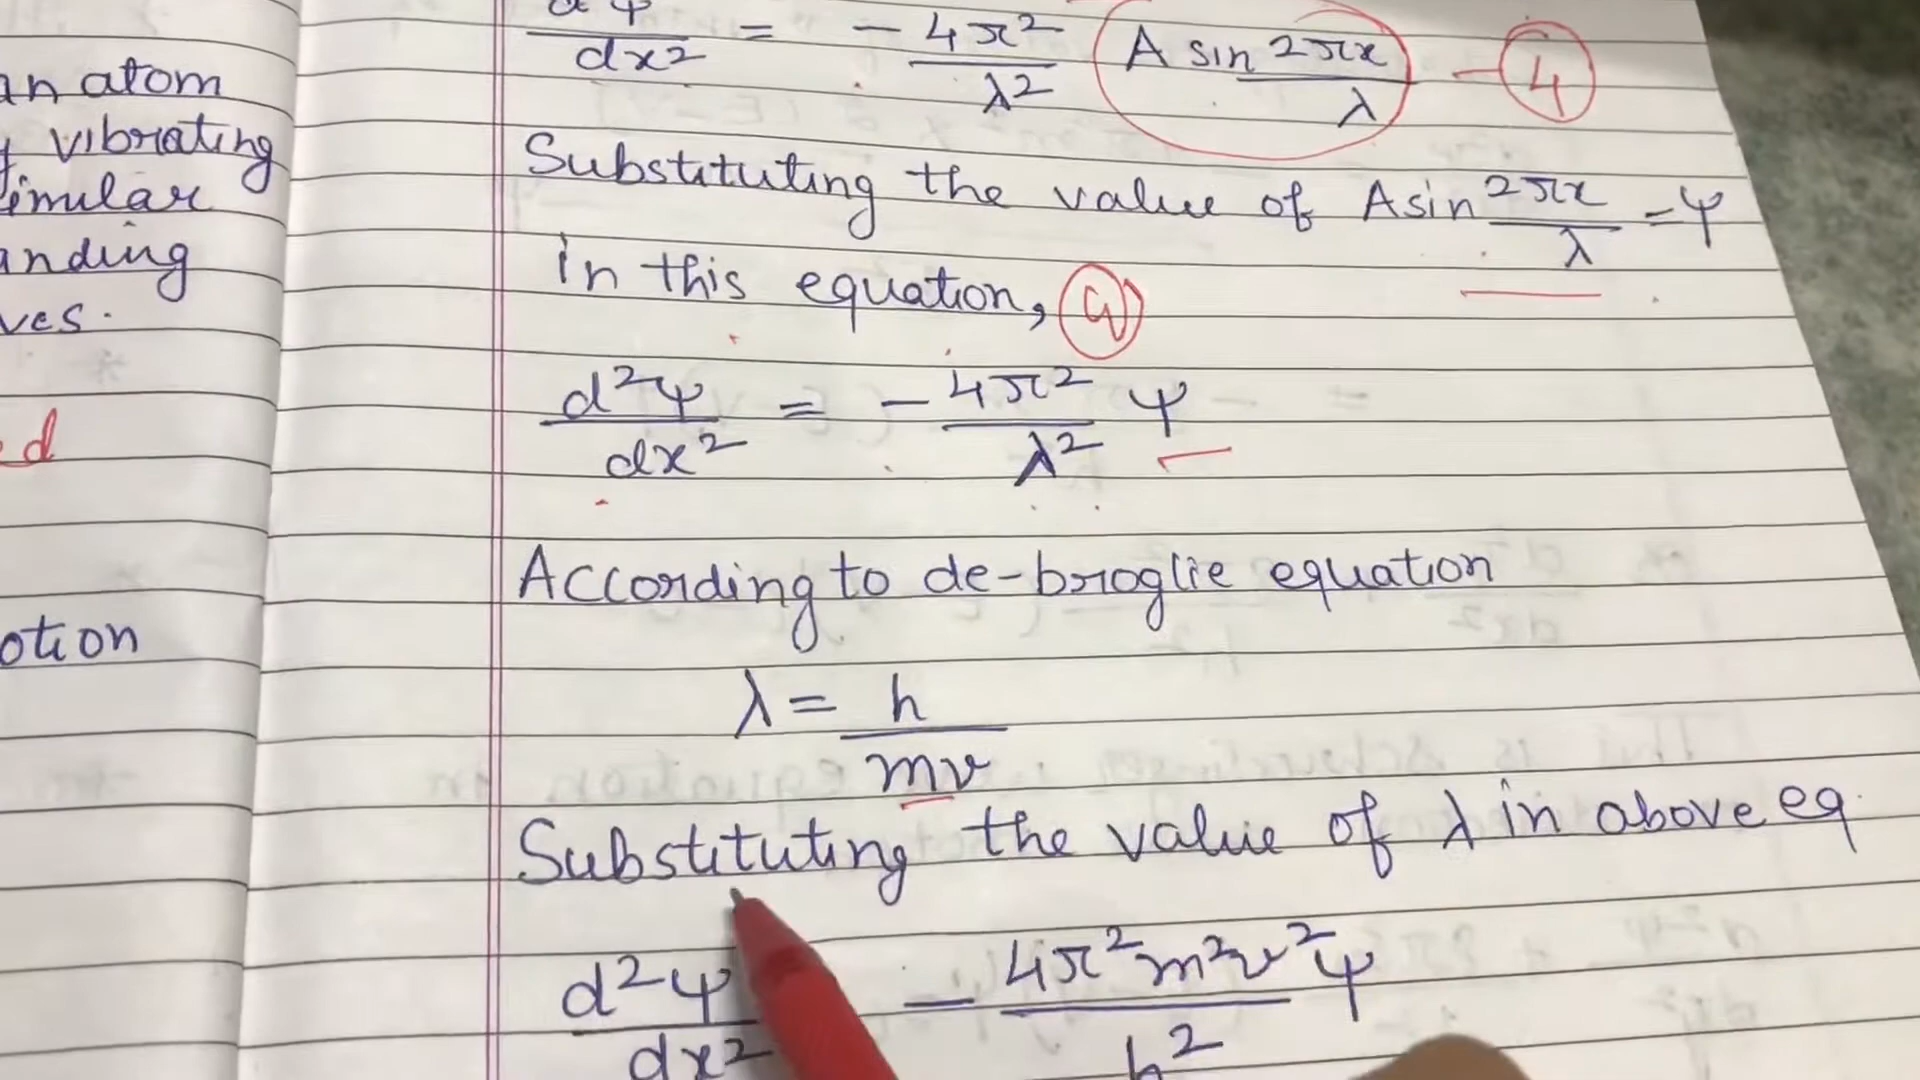 an atom
vibrating
similar
anding
ves.
ed
otion
d²ψ/dx² = - 4π²/λ² A sin 2πx/λ - 4
Substituting the value of A sin 2πx/λ - ψ
in this equation, 4
d²ψ/dx² = - 4π²/λ² ψ
According to de-broglie equation
λ = h/mv
Substituting the value of λ in above eq.
d²ψ/dx² - 4π²m²v²ψ/h²